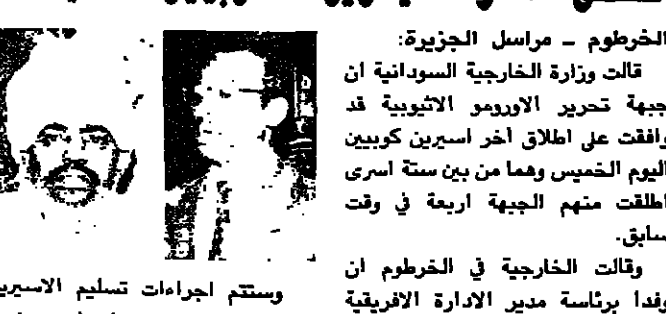 الخرطوم ـ مراسل الجزيرة:
قالت وزارة الخارجية السودانية ان
جبهة تحرير الاورومو الاثيوبية قد
وافقت على اطلاق آخر اسيرين كوبيين
اليوم الخميس وهما من بين ستة اسرى
اطلقت منهم الجبهة اربعة في وقت
سابق.
وقالت الخارجية في الخرطوم ان
وفدا برئاسة مدير الادارة الافريقية
وستتم اجراءات تسليم الاسيرين